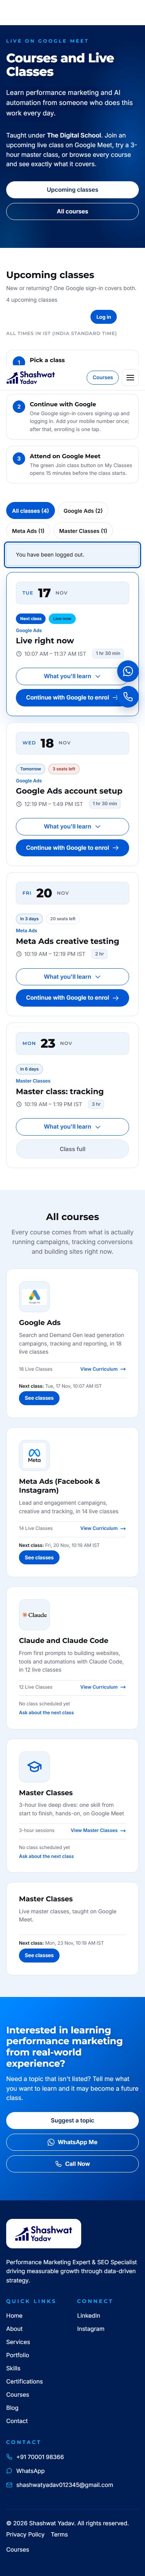 LIVE ON GOOGLE MEET
Courses and Live
Classes
Learn performance marketing and AI
automation from someone who does this
work every day.
Taught under The Digital School. Join an
upcoming live class on Google Meet, try a 3-
hour master class, or browse every course
and see exactly what it covers.
Upcoming classes
All courses
Upcoming classes
New or returning? One Google sign-in covers both.
4 upcoming classes
Log in
ALL TIMES IN IST (INDIA STANDARD TIME)
1
Pick a class
Shashwat
Yadav
Courses
2
Continue with Google
One Google sign-in covers signing up and
logging in. Add your mobile number once;
after that, enrolling is one tap.
3
Attend on Google Meet
The green Join class button on My Classes
opens 15 minutes before the class starts.
All classes (4)
Google Ads (2)
Meta Ads (1)
Master Classes (1)
You have been logged out.
TUE 17 NOV
Next class
Live now
Google Ads
Live right now
10:07 AM – 11:37 AM IST
1 hr 30 min
What you'll learn
Continue with Google to enrol
WED 18 NOV
Tomorrow
3 seats left
Google Ads
Google Ads account setup
12:19 PM – 1:49 PM IST
1 hr 30 min
What you'll learn
Continue with Google to enrol
FRI 20 NOV
In 3 days
20 seats left
Meta Ads
Meta Ads creative testing
10:19 AM – 12:19 PM IST
2 hr
What you'll learn
Continue with Google to enrol
MON 23 NOV
In 6 days
Master Classes
Master class: tracking
10:19 AM – 1:19 PM IST
3 hr
What you'll learn
Class full
All courses
Every course comes from what is actually
running campaigns, tracking conversions
and building sites right now.
Google Ads
Search and Demand Gen lead generation
campaigns, tracking and reporting, in 18
live classes
18 Live Classes
View Curriculum
Next class: Tue, 17 Nov, 10:07 AM IST
See classes
Meta
Meta Ads (Facebook &
Instagram)
Lead and engagement campaigns,
creative and tracking, in 14 live classes
14 Live Classes
View Curriculum
Next class: Fri, 20 Nov, 10:19 AM IST
See classes
Claude
Claude and Claude Code
From first prompts to building websites,
tools and automations with Claude Code,
in 12 live classes
12 Live Classes
View Curriculum
No class scheduled yet
Ask about the next class
Master Classes
3-hour live deep dives: one skill from
start to finish, hands-on, on Google Meet
3-hour sessions
View Master Classes
No class scheduled yet
Ask about the next class
Master Classes
Live master classes, taught on Google
Meet.
Next class: Mon, 23 Nov, 10:19 AM IST
See classes
Interested in learning
performance marketing
from real-world
experience?
Need a topic that isn't listed? Tell me what
you want to learn and it may become a future
class.
Suggest a topic
WhatsApp Me
Call Now
Shashwat
Yadav
Performance Marketing Expert & SEO Specialist
driving measurable growth through data-driven
strategy.
QUICK LINKS
Home
About
Services
Portfolio
Skills
Certifications
Courses
Blog
Contact
CONNECT
LinkedIn
Instagram
CONTACT
+91 70001 98366
WhatsApp
shashwatyadav012345@gmail.com
© 2026 Shashwat Yadav. All rights reserved.
Privacy Policy
Terms
Courses